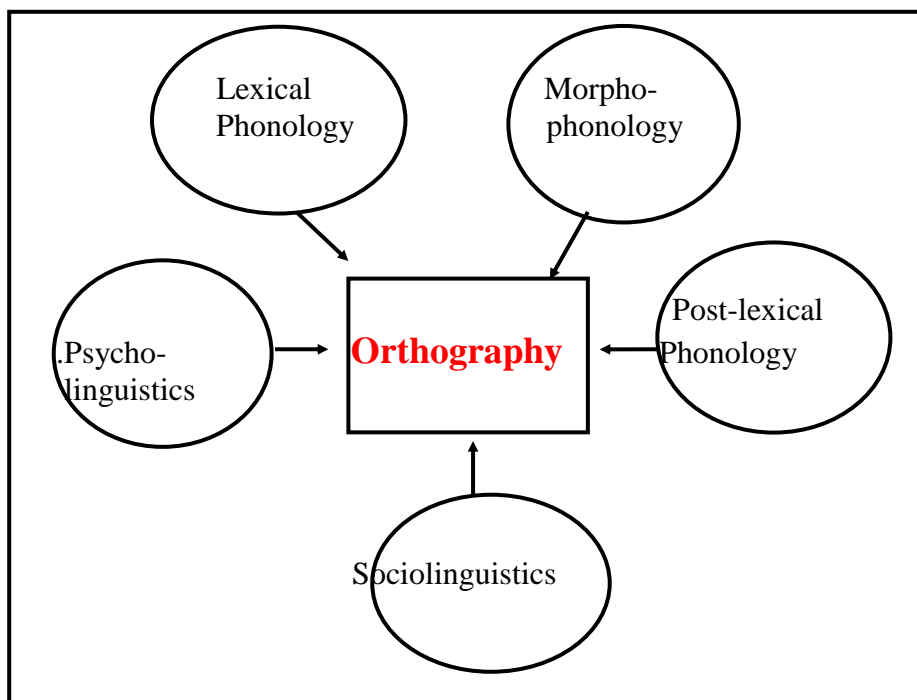 Lexical
Phonology
Morpho-
phonology
.Psycho-
linguistics
Orthography
Post-lexical
Phonology
Sociolinguistics